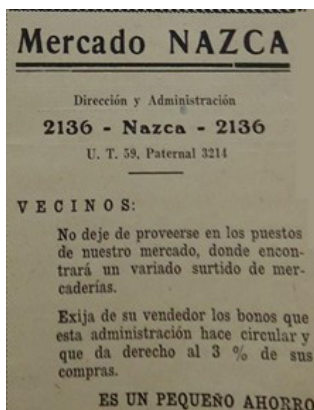 Mercado NAZCA
Dirección y Administración
2136 - Nazca - 2136
U. T. 59, Paternal 3214
VECINOS:
No deje de proveerse en los puestos
de nuestro mercado, donde encon-
trará un variado surtido de mer-
caderías.
Exija de su vendedor los bonos que
esta administración hace circular y
que da derecho al 3 % de sus
compras.
ES UN PEQUEÑO AHORRO